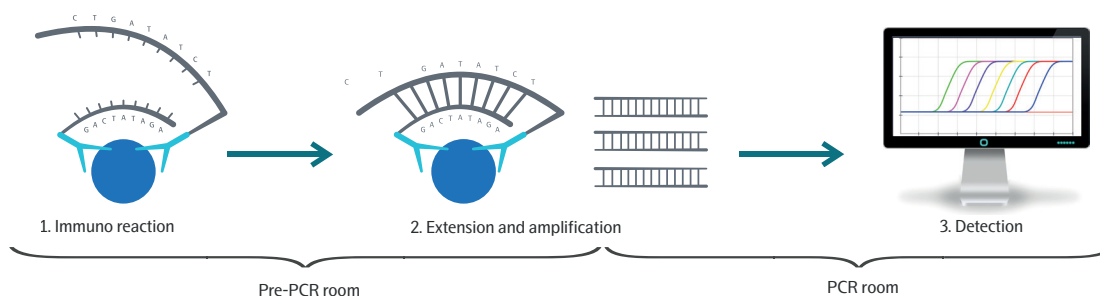 C T G A T A T C T
G A C T A T A G A
1. Immuno reaction
C T G A T A T C T
G A C T A T A G A
2. Extension and amplification
3. Detection
Pre-PCR room
PCR room